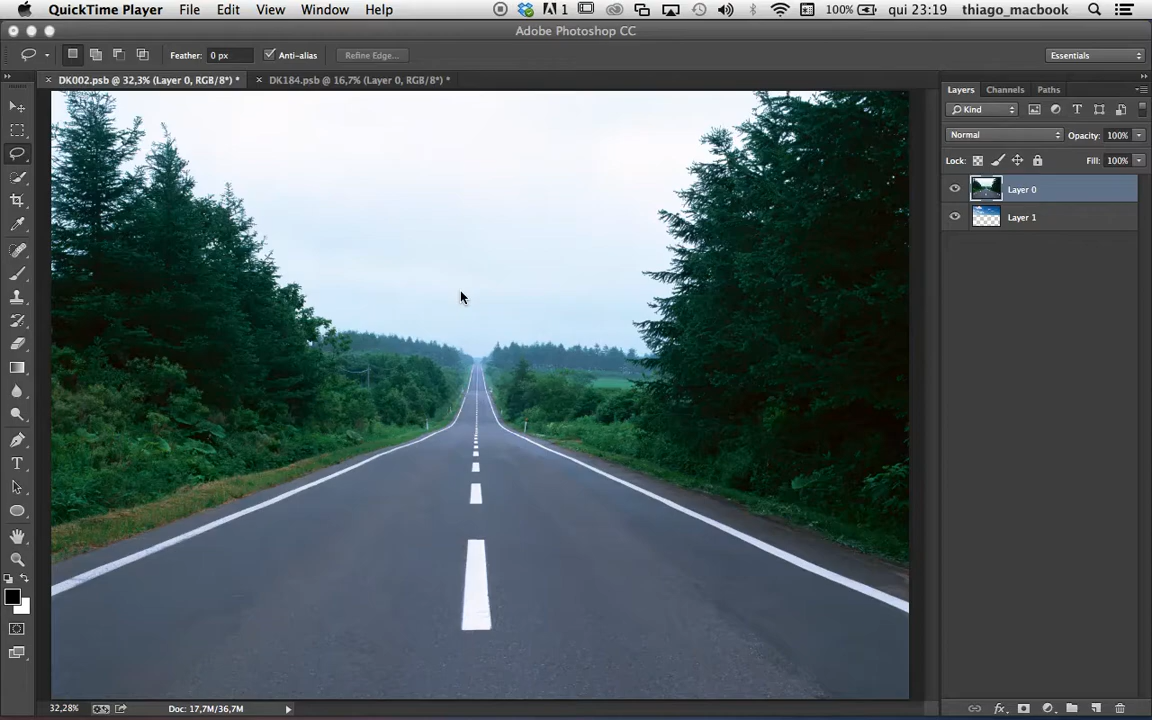 QuickTime Player File Edit View Window Help 1 100% qui 23:19 thiago_macbook
Adobe Photoshop CC
Feather: 0 px Anti-alias Refine Edge... Essentials
DK002.psb @ 32,3% (Layer 0, RGB/8*) * DK184.psb @ 16,7% (Layer 0, RGB/8*) *
Layers Channels Paths
Kind
Normal Opacity: 100%
Lock: Fill: 100%
Layer 0
Layer 1
32,28% Doc: 17,7M/36,7M